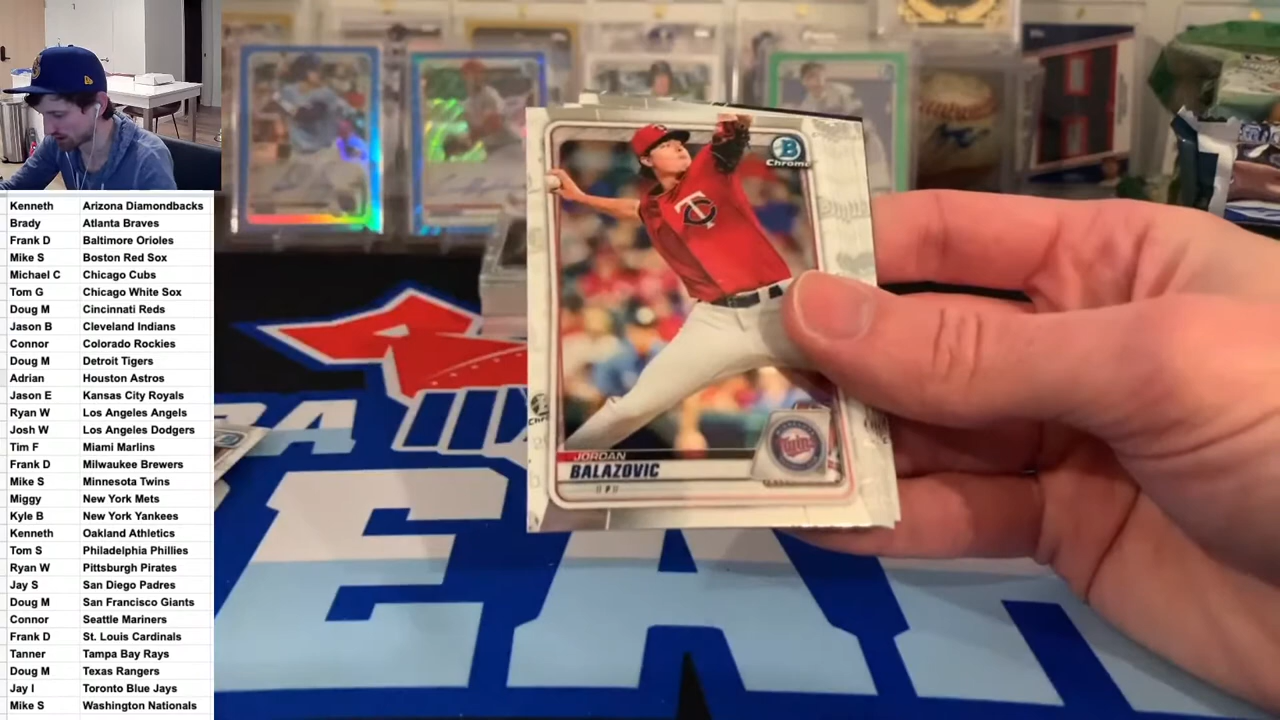 Kenneth Arizona Diamondbacks
Brady Atlanta Braves
Frank D Baltimore Orioles
Mike S Boston Red Sox
Michael C Chicago Cubs
Tom G Chicago White Sox
Doug M Cincinnati Reds
Jason B Cleveland Indians
Connor Colorado Rockies
Doug M Detroit Tigers
Adrian Houston Astros
Jason E Kansas City Royals
Ryan W Los Angeles Angels
Josh W Los Angeles Dodgers
Tim F Miami Marlins
Frank D Milwaukee Brewers
Mike S Minnesota Twins
Miggy New York Mets
Kyle B New York Yankees
Kenneth Oakland Athletics
Tom S Philadelphia Phillies
Ryan W Pittsburgh Pirates
Jay S San Diego Padres
Doug M San Francisco Giants
Connor Seattle Mariners
Frank D St. Louis Cardinals
Tanner Tampa Bay Rays
Doug M Texas Rangers
Jay I Toronto Blue Jays
Mike S Washington Nationals
B
Chrome
TC
Twins
JORDAN
BALAZOVIC